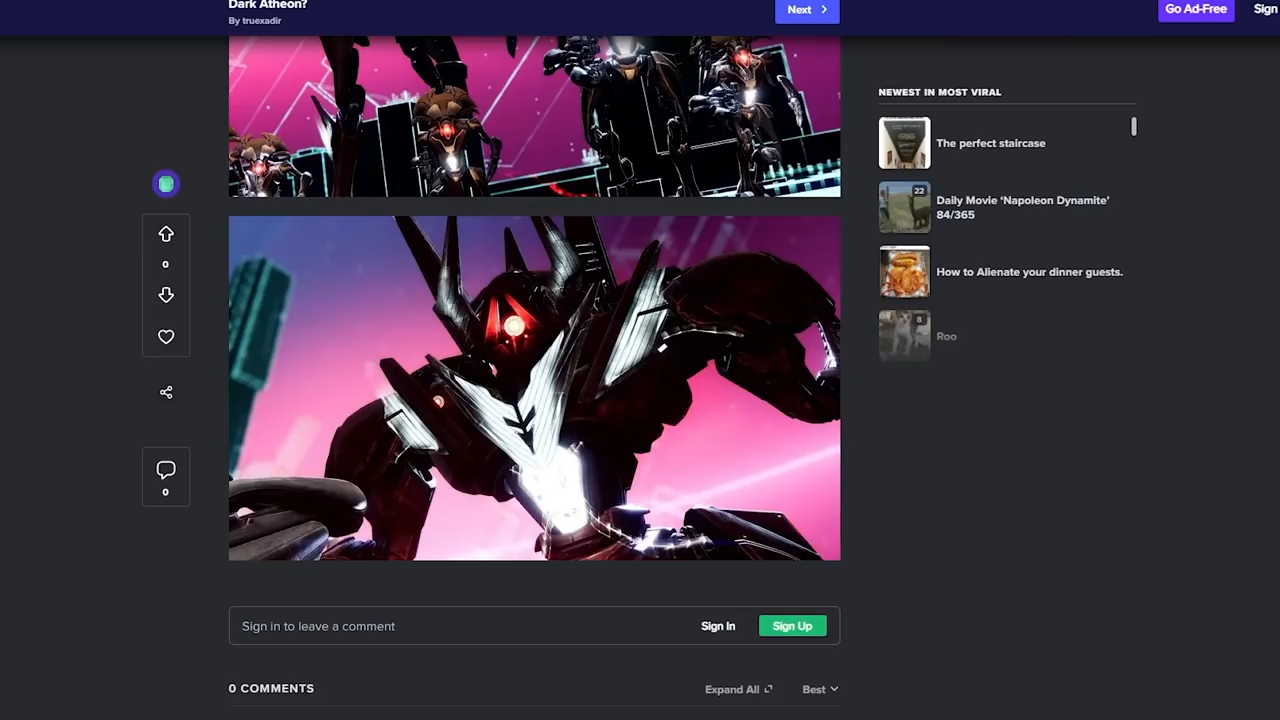 Dark Atheon?
By truexadir
Next
Go Ad-Free
Sign
NEWEST IN MOST VIRAL
The perfect staircase
22
Daily Movie ‘Napoleon Dynamite’
84/365
How to Alienate your dinner guests.
8
Roo
0
0
Sign in to leave a comment
Sign In
Sign Up
0 COMMENTS
Expand All
Best